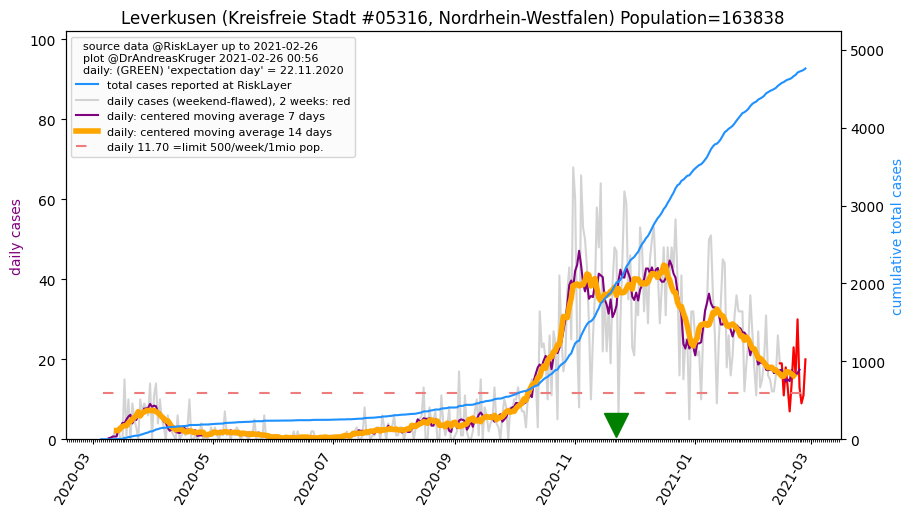 Leverkusen (Kreisfreie Stadt #05316, Nordrhein-Westfalen) Population=163838
source data @RiskLayer up to 2021-02-26
plot @DrAndreasKruger 2021-02-26 00:56
daily: (GREEN) 'expectation day' = 22.11.2020
total cases reported at RiskLayer
daily cases (weekend-flawed), 2 weeks: red
daily: centered moving average 7 days
daily: centered moving average 14 days
daily 11.70 =limit 500/week/1mio pop.
daily cases
100
80
60
40
20
0
cumulative total cases
5000
4000
3000
2000
1000
0
2020-03
2020-05
2020-07
2020-09
2020-11
2021-01
2021-03